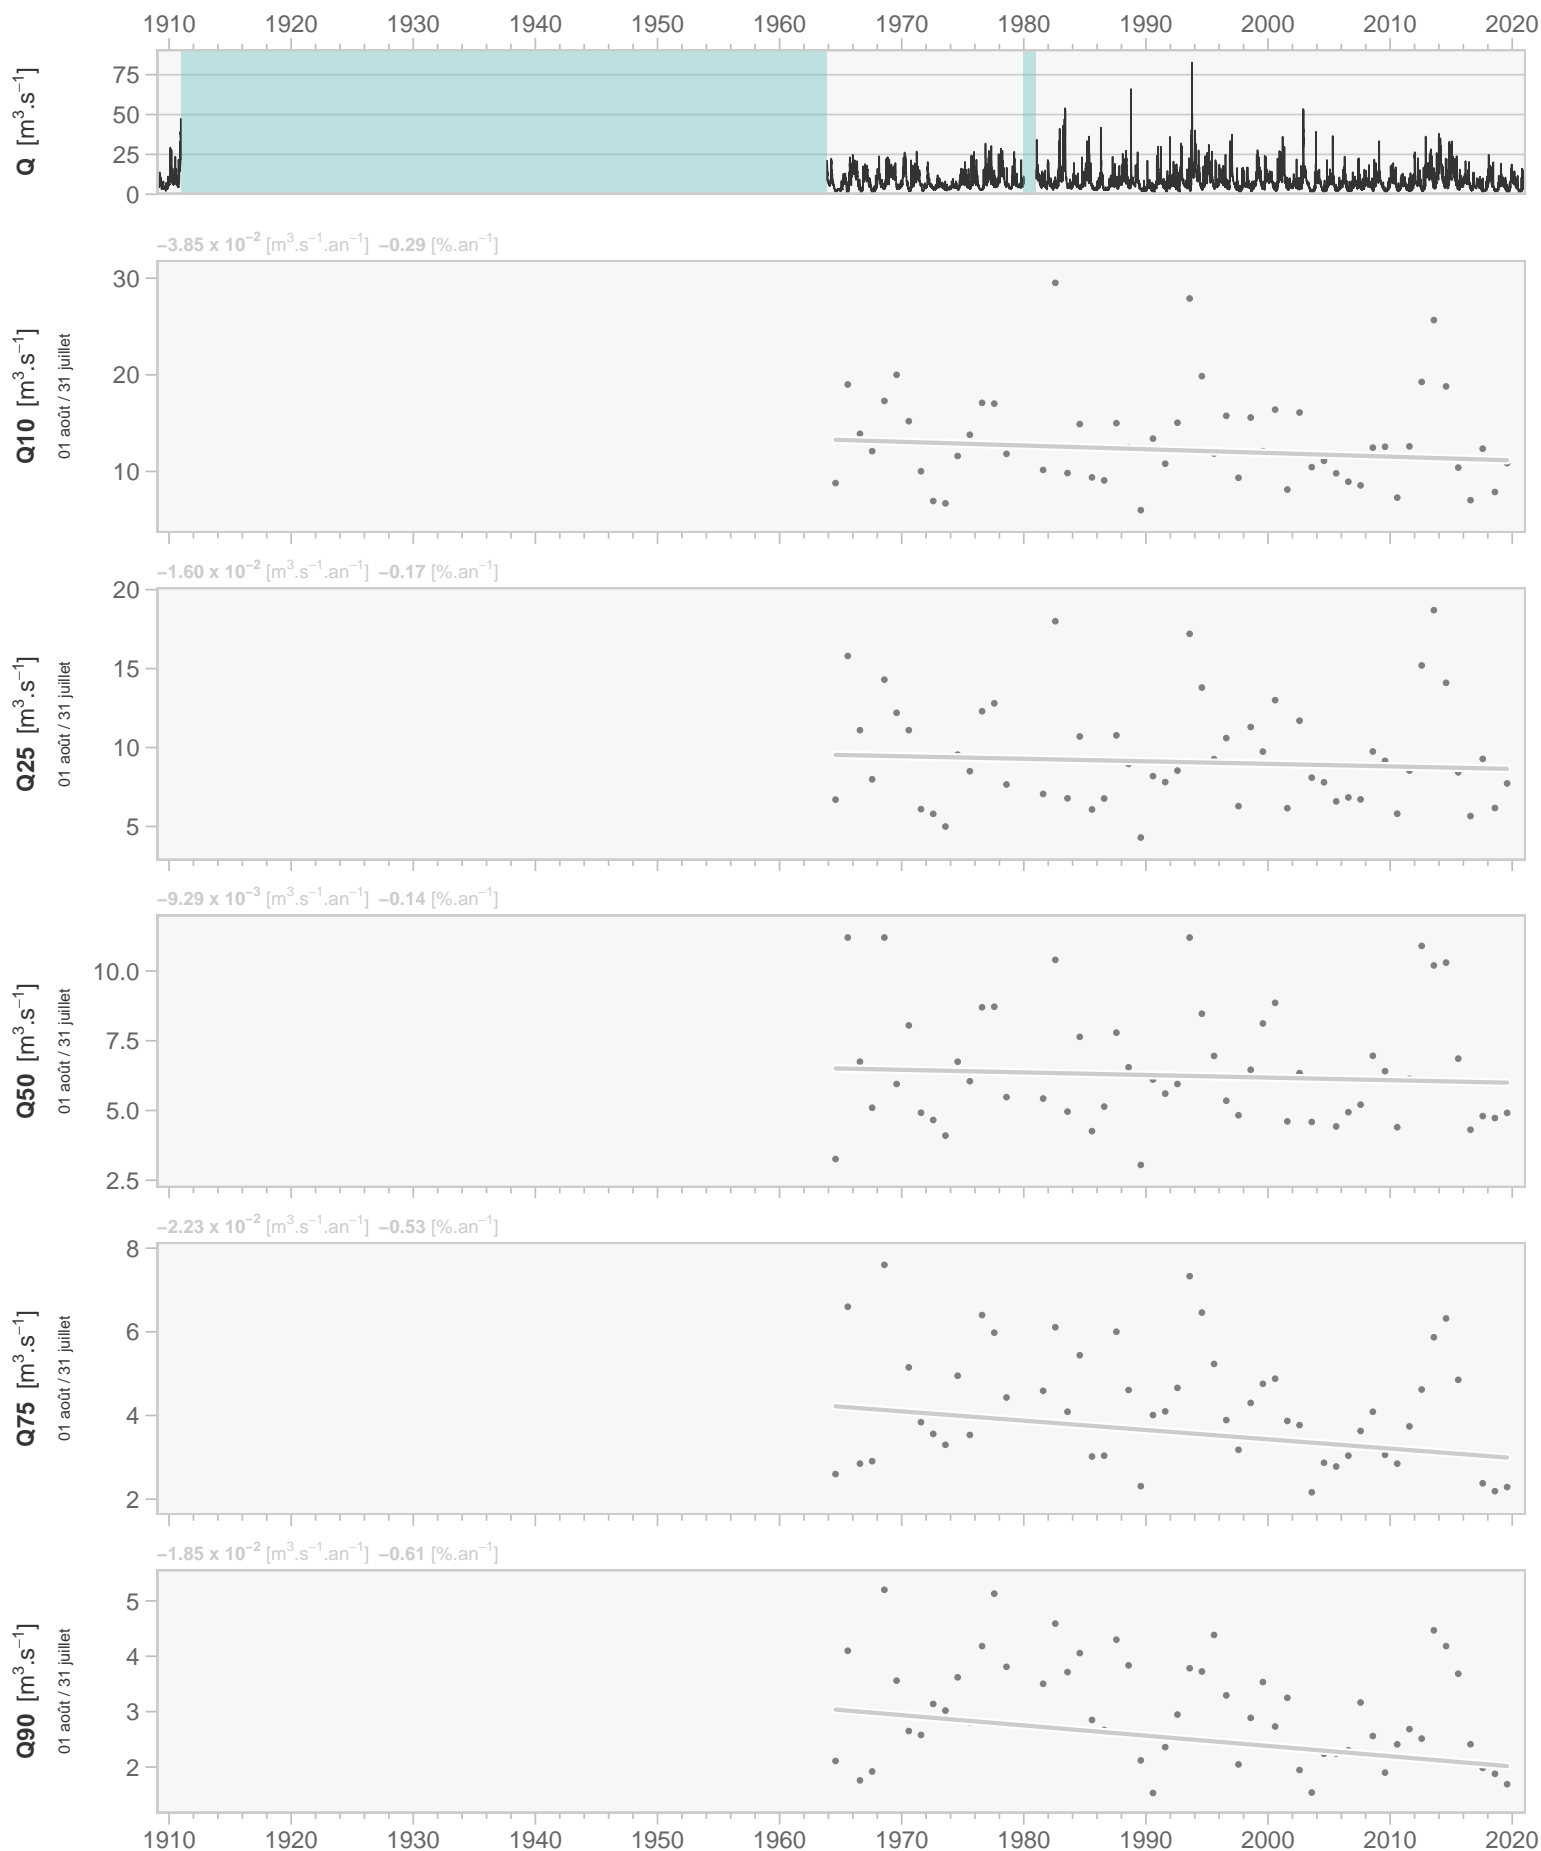 1910 1920 1930 1940 1950 1960 1970 1980 1990 2000 2010 2020
Q [m³.s⁻¹]
75
50
25
0
−3.85 x 10⁻² [m³.s⁻¹.an⁻¹] −0.29 [%.an⁻¹]
Q10 [m³.s⁻¹]
01 août / 31 juillet
30
20
10
−1.60 x 10⁻² [m³.s⁻¹.an⁻¹] −0.17 [%.an⁻¹]
Q25 [m³.s⁻¹]
01 août / 31 juillet
20
15
10
5
−9.29 x 10⁻³ [m³.s⁻¹.an⁻¹] −0.14 [%.an⁻¹]
Q50 [m³.s⁻¹]
01 août / 31 juillet
10.0
7.5
5.0
2.5
−2.23 x 10⁻² [m³.s⁻¹.an⁻¹] −0.53 [%.an⁻¹]
Q75 [m³.s⁻¹]
01 août / 31 juillet
8
6
4
2
−1.85 x 10⁻² [m³.s⁻¹.an⁻¹] −0.61 [%.an⁻¹]
Q90 [m³.s⁻¹]
01 août / 31 juillet
5
4
3
2
1910 1920 1930 1940 1950 1960 1970 1980 1990 2000 2010 2020